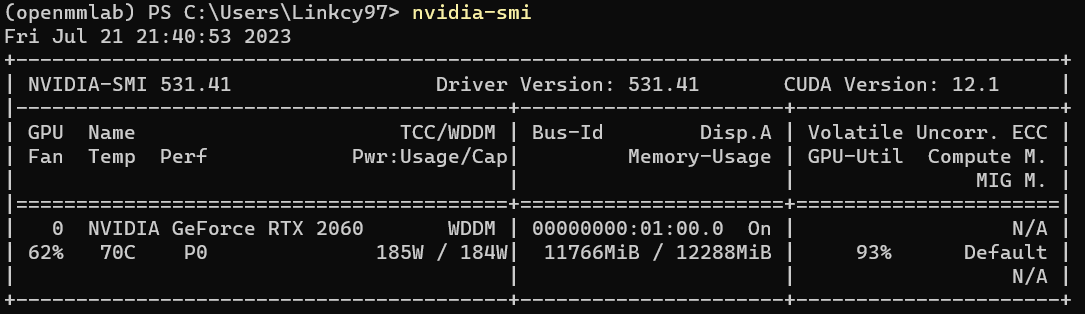 (openmmlab) PS C:\Users\Linkcy97> nvidia-smi
Fri Jul 21 21:40:53 2023
+---------------------------------------------------------------------------------------+
| NVIDIA-SMI 531.41                 Driver Version: 531.41       CUDA Version: 12.1     |
|-----------------------------------------+----------------------+----------------------+
| GPU  Name                      TCC/WDDM | Bus-Id        Disp.A | Volatile Uncorr. ECC |
| Fan  Temp  Perf            Pwr:Usage/Cap|         Memory-Usage | GPU-Util  Compute M. |
|                                         |                      |               MIG M. |
|=========================================+======================+======================|
|   0  NVIDIA GeForce RTX 2060       WDDM | 00000000:01:00.0  On |                  N/A |
| 62%   70C    P0              185W / 184W|  11766MiB / 12288MiB |     93%      Default |
|                                         |                      |                  N/A |
+-----------------------------------------+----------------------+----------------------+